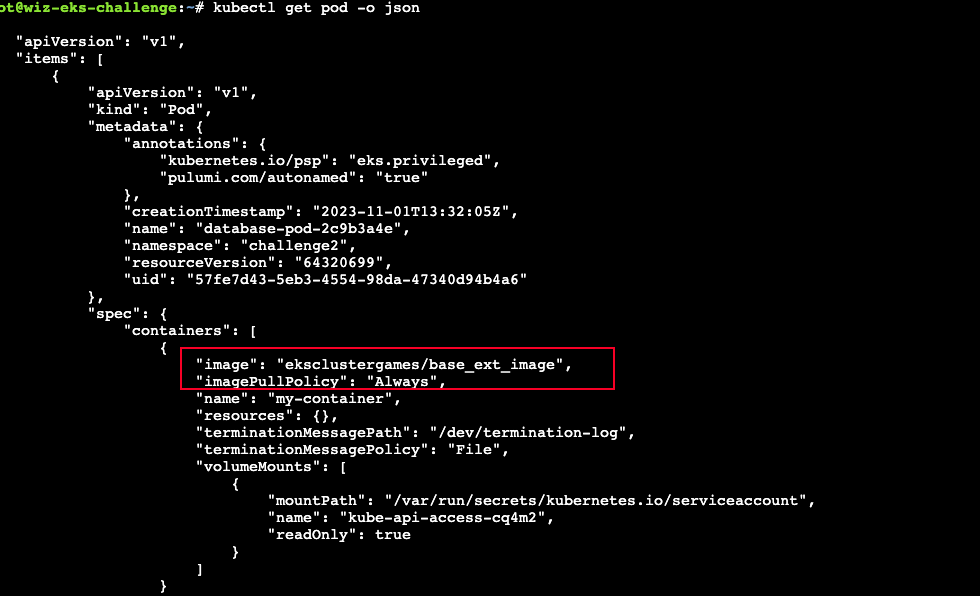 ot@wiz-eks-challenge:~# kubectl get pod -o json
"apiVersion": "v1",
"items": [
{
"apiVersion": "v1",
"kind": "Pod",
"metadata": {
"annotations": {
"kubernetes.io/psp": "eks.privileged",
"pulumi.com/autonamed": "true"
},
"creationTimestamp": "2023-11-01T13:32:05Z",
"name": "database-pod-2c9b3a4e",
"namespace": "challenge2",
"resourceVersion": "64320699",
"uid": "57fe7d43-5eb3-4554-98da-47340d94b4a6"
},
"spec": {
"containers": [
{
"image": "eksclustergames/base_ext_image",
"imagePullPolicy": "Always",
"name": "my-container",
"resources": {},
"terminationMessagePath": "/dev/termination-log",
"terminationMessagePolicy": "File",
"volumeMounts": [
{
"mountPath": "/var/run/secrets/kubernetes.io/serviceaccount",
"name": "kube-api-access-cq4m2",
"readOnly": true
}
]
}